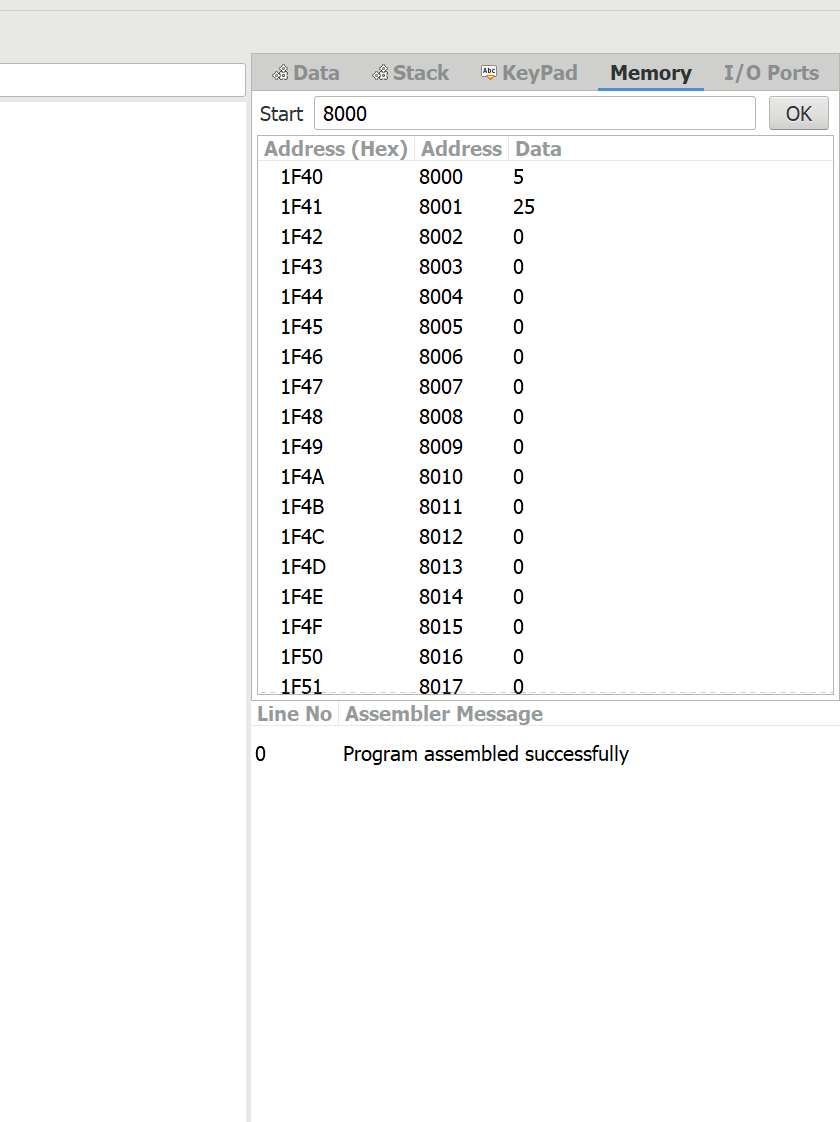 Data Stack Abc KeyPad Memory I/O Ports
Start 8000 OK
Address (Hex) Address Data
1F40 8000 5
1F41 8001 25
1F42 8002 0
1F43 8003 0
1F44 8004 0
1F45 8005 0
1F46 8006 0
1F47 8007 0
1F48 8008 0
1F49 8009 0
1F4A 8010 0
1F4B 8011 0
1F4C 8012 0
1F4D 8013 0
1F4E 8014 0
1F4F 8015 0
1F50 8016 0
1F51 8017 0
Line No Assembler Message
0 Program assembled successfully